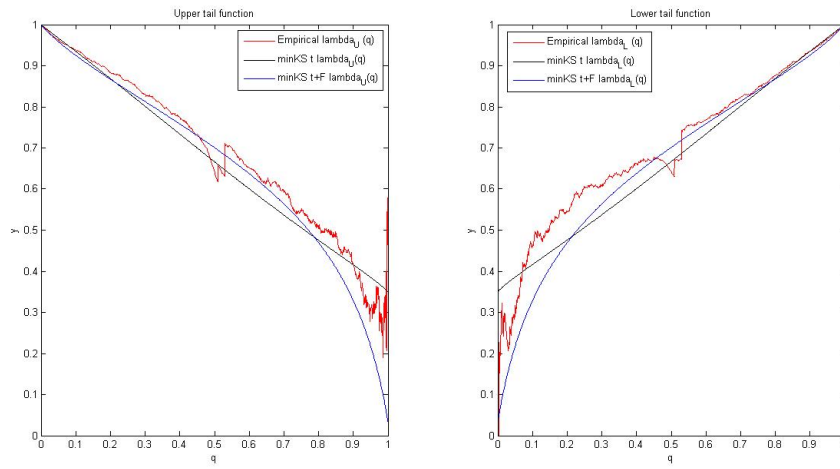 Upper tail function
Empirical lambda_U (q)
minKS t lambda_U(q)
minKS t+F lambda_U(q)
1
0.9
0.8
0.7
0.6
0.5
0.4
0.3
0.2
0.1
0
y
0 0.1 0.2 0.3 0.4 0.5 0.6 0.7 0.8 0.9 1
q
Lower tail function
Empirical lambda_L (q)
minKS t lambda_L(q)
minKS t+F lambda_L(q)
1
0.9
0.8
0.7
0.6
0.5
0.4
0.3
0.2
0.1
0
y
0 0.1 0.2 0.3 0.4 0.5 0.6 0.7 0.8 0.9
q